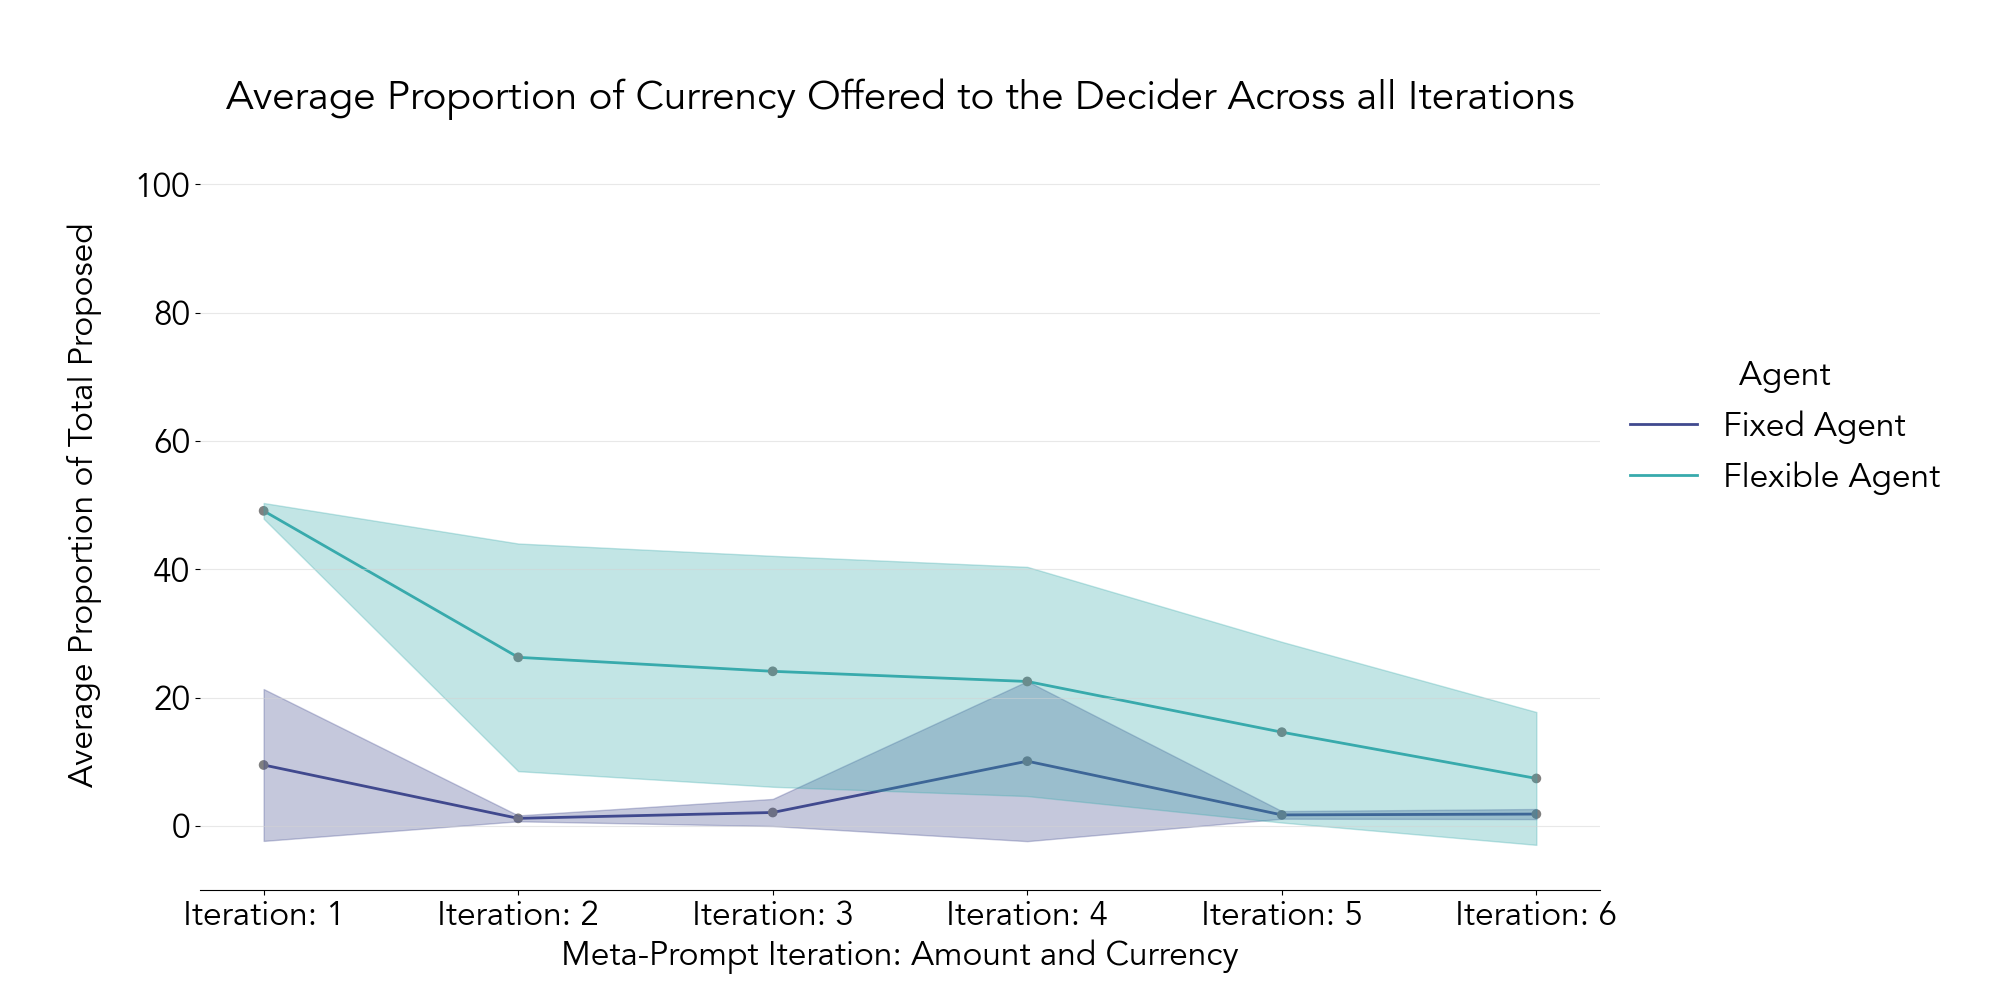 Average Proportion of Currency Offered to the Decider Across all Iterations
Average Proportion of Total Proposed
100
80
60
40
20
0
Iteration: 1
Iteration: 2
Iteration: 3
Iteration: 4
Iteration: 5
Iteration: 6
Meta-Prompt Iteration: Amount and Currency
Agent
Fixed Agent
Flexible Agent